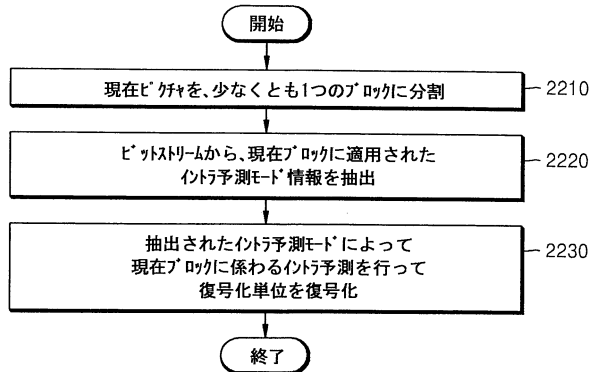 開始
現在ﾋﾟｸﾁｬを、少なくとも1つのﾌﾞﾛｯｸに分割
2210
ﾋﾞｯﾄｽﾄﾘｰﾑから、現在ﾌﾞﾛｯｸに適用された
ｲﾝﾄﾗ予測ﾓｰﾄﾞ情報を抽出
2220
抽出されたｲﾝﾄﾗ予測ﾓｰﾄﾞによって
現在ﾌﾞﾛｯｸに係わるｲﾝﾄﾗ予測を行って
復号化単位を復号化
2230
終了